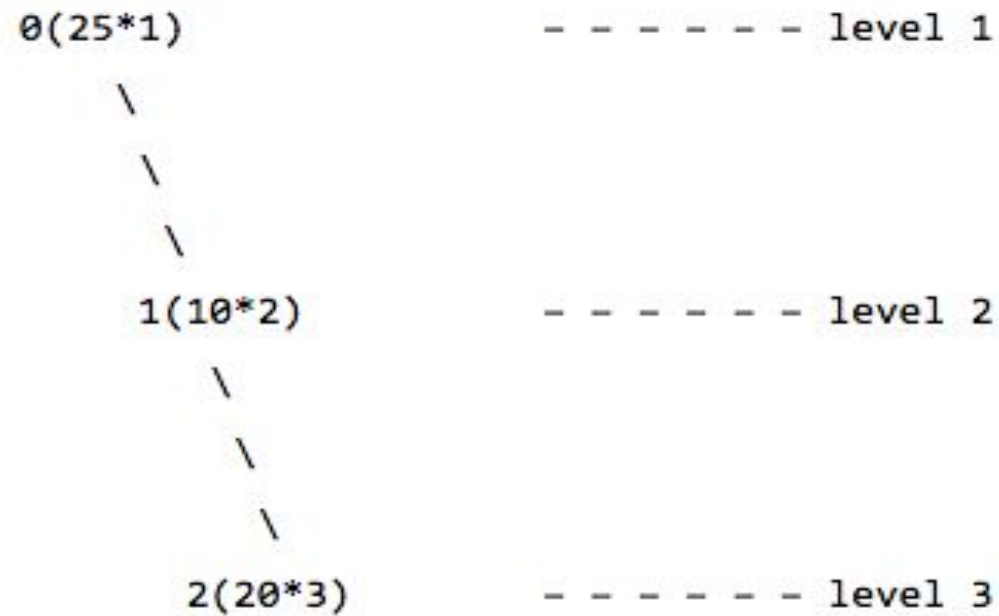 0(25*1) - - - - - - level 1
\
\
\
1(10*2) - - - - - - level 2
\
\
\
2(20*3) - - - - - - level 3